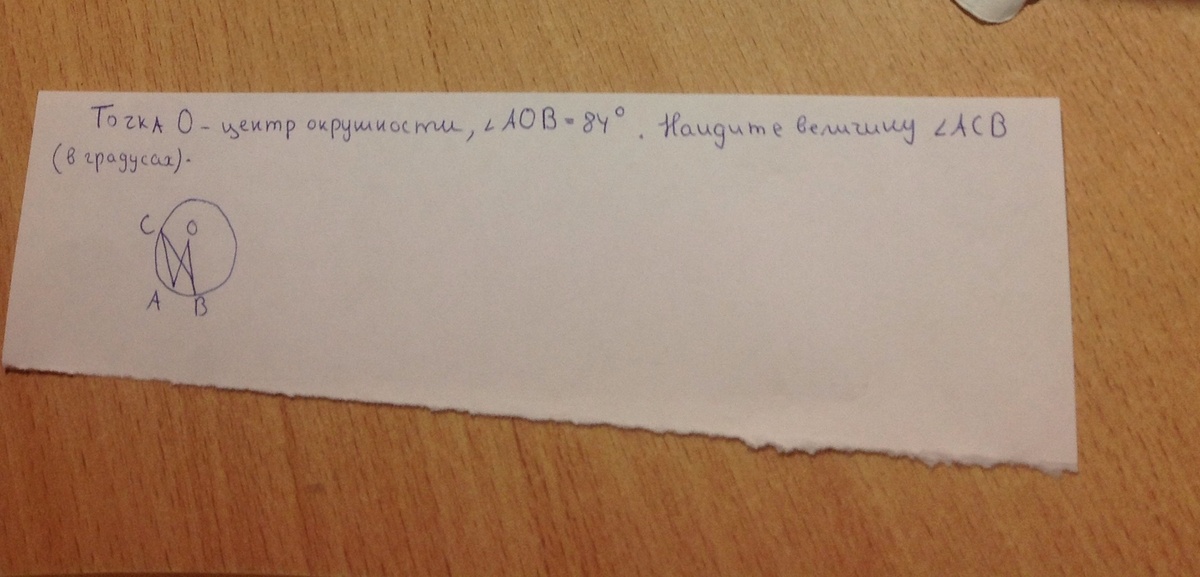 Точка О - центр окружности, ∠AOB = 84°. Найдите величину ∠ACB
(в градусах).
C O
A B